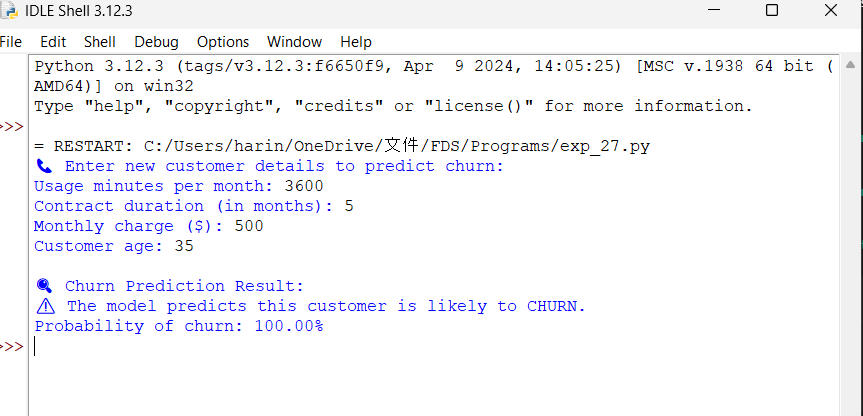 IDLE Shell 3.12.3
File Edit Shell Debug Options Window Help
Python 3.12.3 (tags/v3.12.3:f6650f9, Apr  9 2024, 14:05:25) [MSC v.1938 64 bit (
AMD64)] on win32
Type "help", "copyright", "credits" or "license()" for more information.
>>>
= RESTART: C:/Users/harin/OneDrive/文件/FDS/Programs/exp_27.py
📞 Enter new customer details to predict churn:
Usage minutes per month: 3600
Contract duration (in months): 5
Monthly charge ($): 500
Customer age: 35
🔍 Churn Prediction Result:
⚠ The model predicts this customer is likely to CHURN.
Probability of churn: 100.00%
>>>